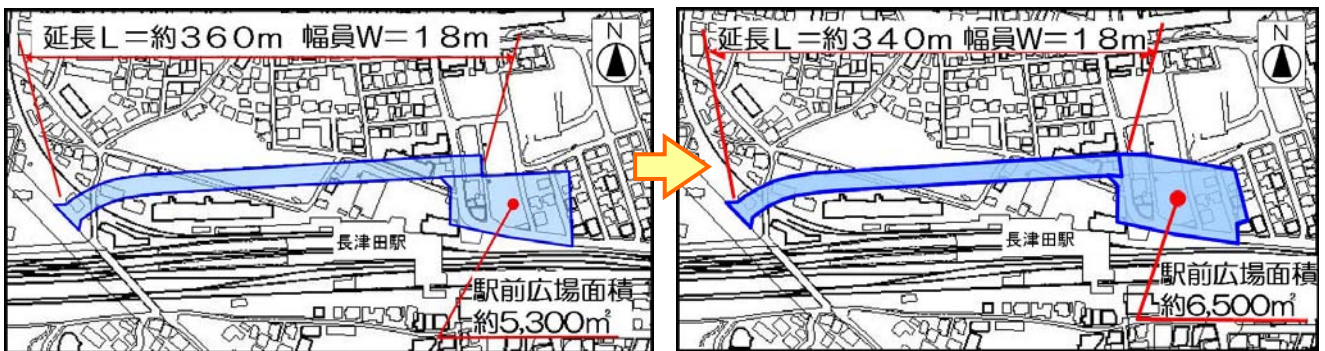 延長L=約360m 幅員W=18m
N
長津田駅
駅前広場面積
約5,300㎡
延長L=約340m 幅員W=18m
N
長津田駅
駅前広場面積
約6,500㎡